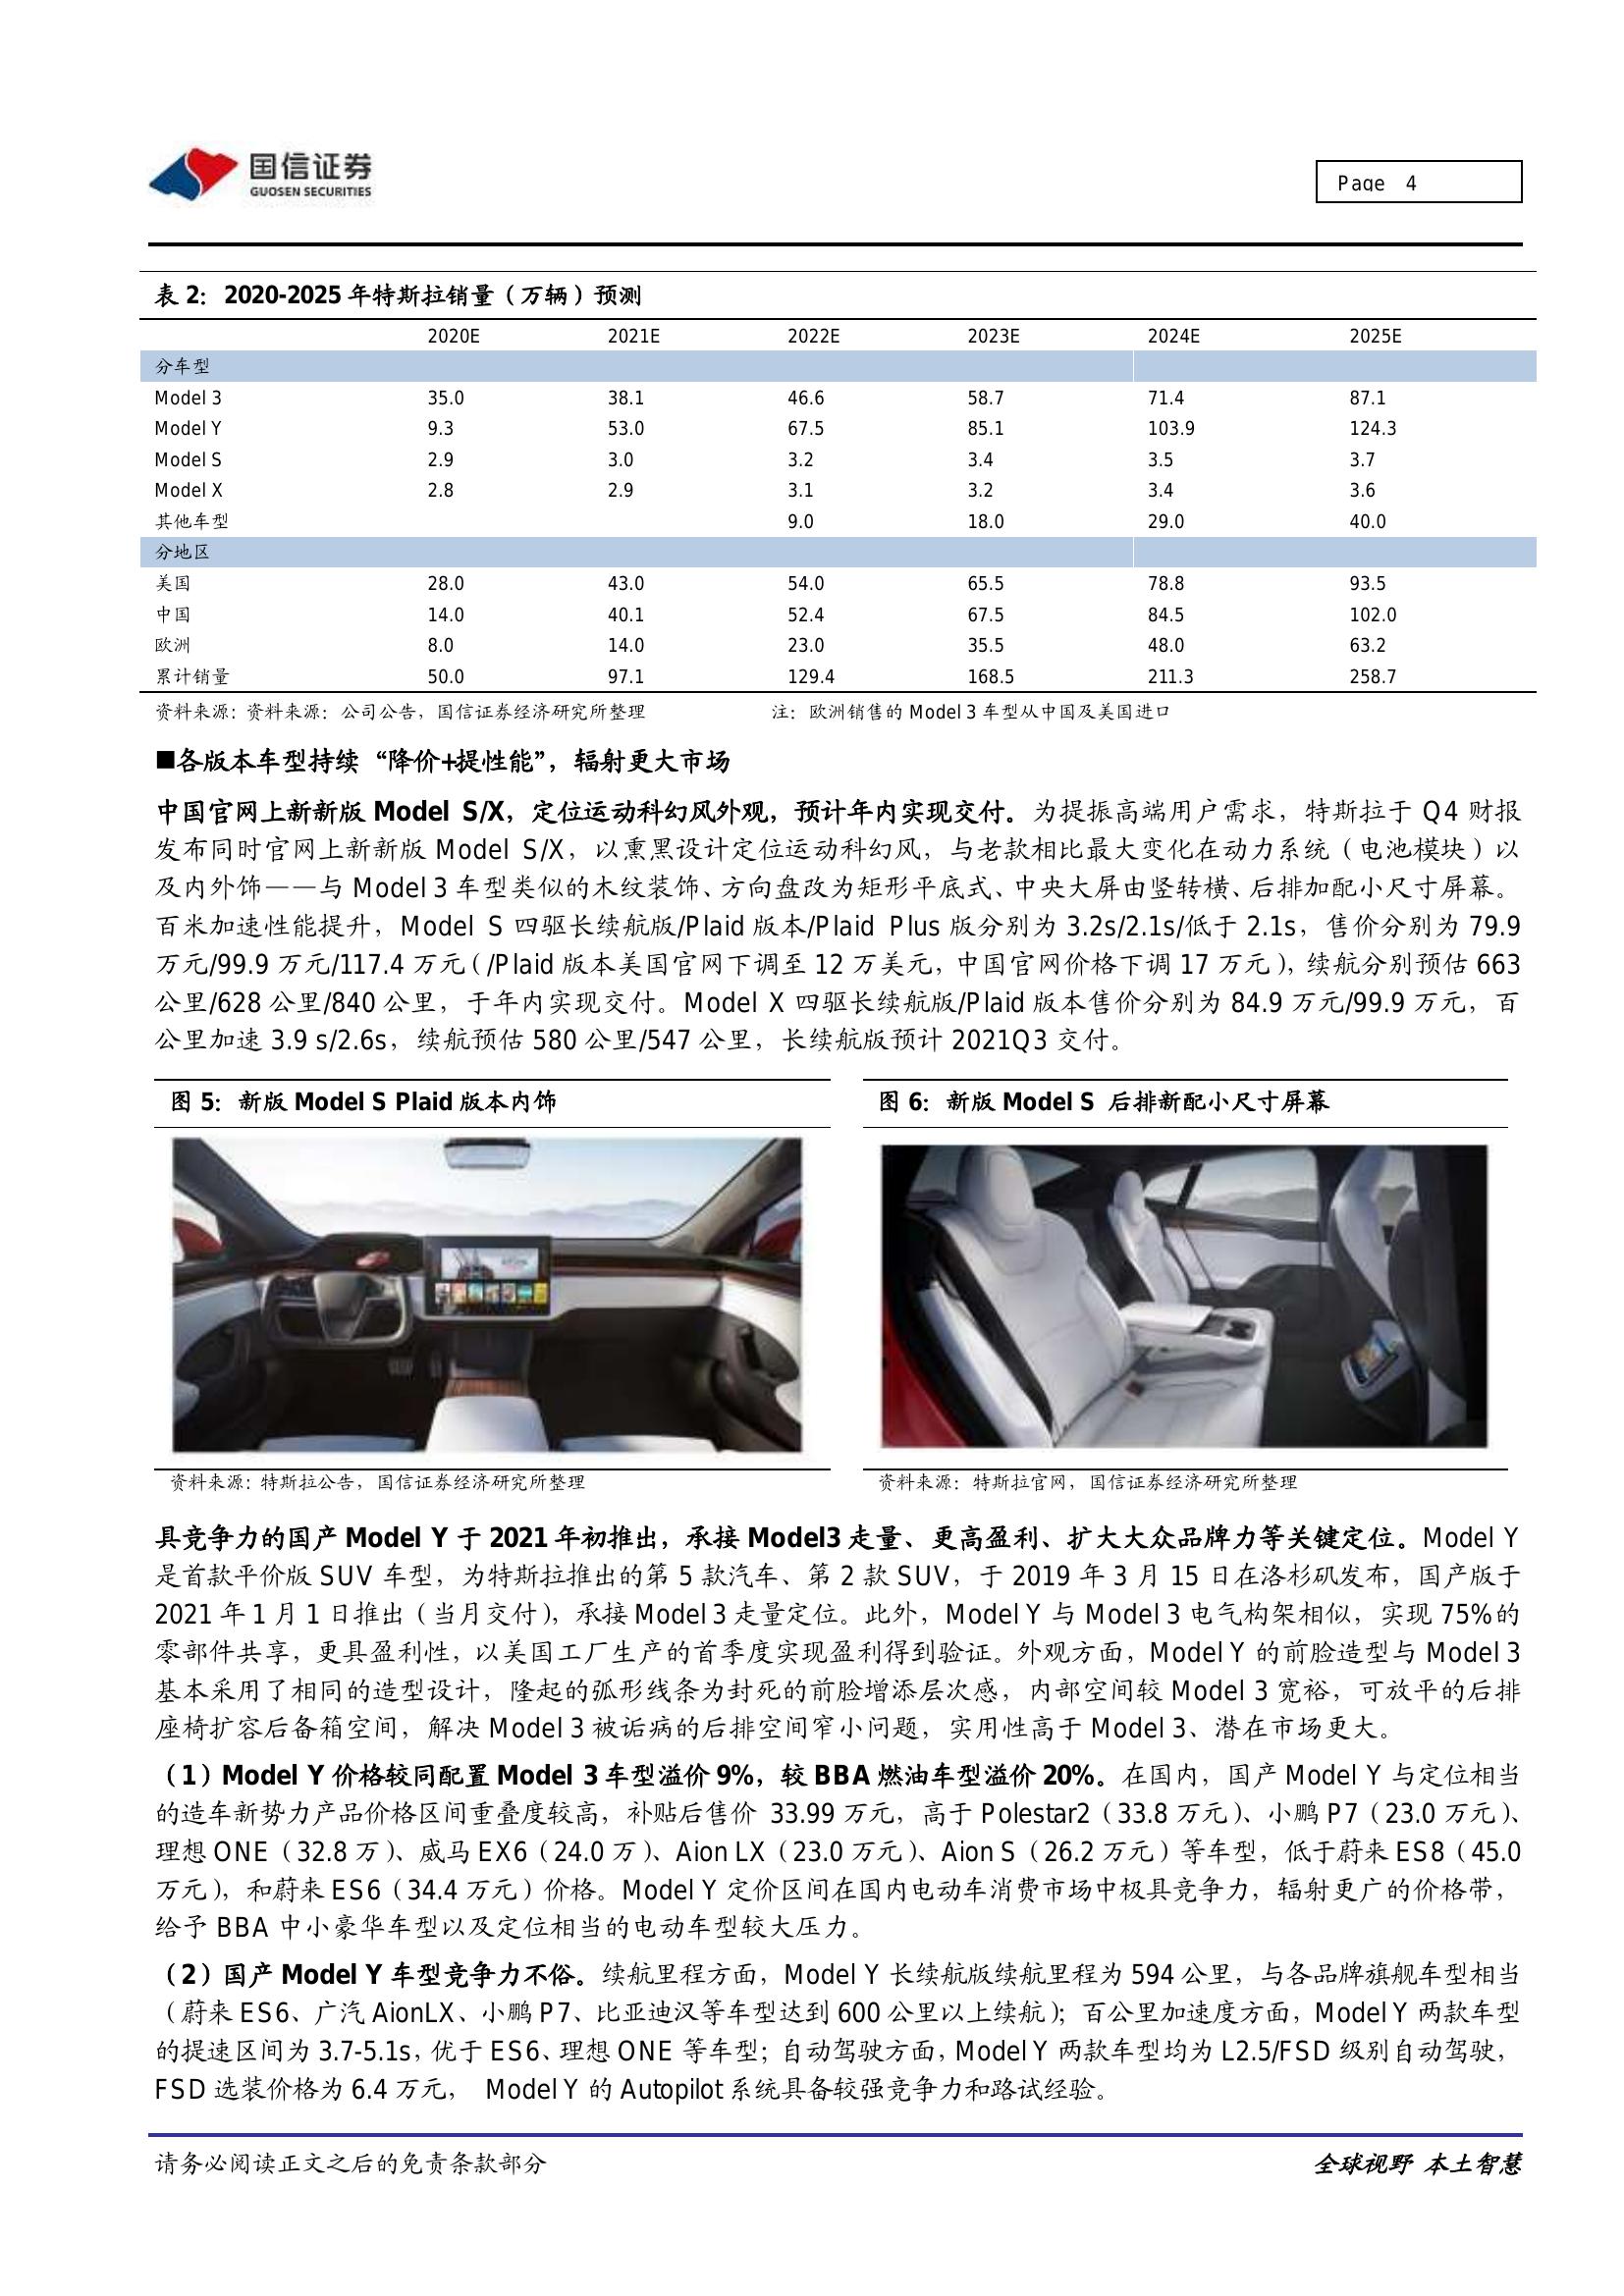 国信证券
GUOSEN SECURITIES
Page 4
表 2：2020-2025 年特斯拉销量（万辆）预测
2020E 2021E 2022E 2023E 2024E 2025E
分车型
Model 3 35.0 38.1 46.6 58.7 71.4 87.1
Model Y 9.3 53.0 67.5 85.1 103.9 124.3
Model S 2.9 3.0 3.2 3.4 3.5 3.7
Model X 2.8 2.9 3.1 3.2 3.4 3.6
其他车型 9.0 18.0 29.0 40.0
分地区
美国 28.0 43.0 54.0 65.5 78.8 93.5
中国 14.0 40.1 52.4 67.5 84.5 102.0
欧洲 8.0 14.0 23.0 35.5 48.0 63.2
累计销量 50.0 97.1 129.4 168.5 211.3 258.7
资料来源：资料来源：公司公告，国信证券经济研究所整理 注：欧洲销售的 Model 3 车型从中国及美国进口
■各版本车型持续“降价+提性能”，辐射更大市场
中国官网上新新版 Model S/X，定位运动科幻风外观，预计年内实现交付。为提振高端用户需求，特斯拉于 Q4 财报
发布同时官网上新新版 Model S/X，以熏黑设计定位运动科幻风，与老款相比最大变化在动力系统（电池模块）以
及内外饰——与 Model 3 车型类似的木纹装饰、方向盘改为矩形平底式、中央大屏由竖转横、后排加配小尺寸屏幕。
百米加速性能提升，Model S 四驱长续航版/Plaid 版本/Plaid Plus 版分别为 3.2s/2.1s/低于 2.1s，售价分别为 79.9
万元/99.9 万元/117.4 万元（/Plaid 版本美国官网下调至 12 万美元，中国官网价格下调 17 万元），续航分别预估 663
公里/628 公里/840 公里，于年内实现交付。Model X 四驱长续航版/Plaid 版本售价分别为 84.9 万元/99.9 万元，百
公里加速 3.9 s/2.6s，续航预估 580 公里/547 公里，长续航版预计 2021Q3 交付。
图 5：新版 Model S Plaid 版本内饰
图 6：新版 Model S 后排新配小尺寸屏幕
资料来源：特斯拉公告，国信证券经济研究所整理
资料来源：特斯拉官网，国信证券经济研究所整理
具竞争力的国产 Model Y 于 2021 年初推出，承接 Model3 走量、更高盈利、扩大大众品牌力等关键定位。Model Y
是首款平价版 SUV 车型，为特斯拉推出的第 5 款汽车、第 2 款 SUV，于 2019 年 3 月 15 日在洛杉矶发布，国产版于
2021 年 1 月 1 日推出（当月交付），承接 Model 3 走量定位。此外，Model Y 与 Model 3 电气构架相似，实现 75%的
零部件共享，更具盈利性，以美国工厂生产的首季度实现盈利得到验证。外观方面，Model Y 的前脸造型与 Model 3
基本采用了相同的造型设计，隆起的弧形线条为封死的前脸增添层次感，内部空间较 Model 3 宽裕，可放平的后排
座椅扩容后备箱空间，解决 Model 3 被诟病的后排空间窄小问题，实用性高于 Model 3、潜在市场更大。
（1）Model Y 价格较同配置 Model 3 车型溢价 9%，较 BBA 燃油车型溢价 20%。在国内，国产 Model Y 与定位相当
的造车新势力产品价格区间重叠度较高，补贴后售价 33.99 万元，高于 Polestar2（33.8 万元）、小鹏 P7（23.0 万元）、
理想 ONE（32.8 万）、威马 EX6（24.0 万）、Aion LX（23.0 万元）、Aion S（26.2 万元）等车型，低于蔚来 ES8（45.0
万元），和蔚来 ES6（34.4 万元）价格。Model Y 定价区间在国内电动车消费市场中极具竞争力，辐射更广的价格带，
给予 BBA 中小豪华车型以及定位相当的电动车型较大压力。
（2）国产 Model Y 车型竞争力不俗。续航里程方面，Model Y 长续航版续航里程为 594 公里，与各品牌旗舰车型相当
（蔚来 ES6、广汽 AionLX、小鹏 P7、比亚迪汉等车型达到 600 公里以上续航）；百公里加速度方面，Model Y 两款车型
的提速区间为 3.7-5.1s，优于 ES6、理想 ONE 等车型；自动驾驶方面，Model Y 两款车型均为 L2.5/FSD 级别自动驾驶，
FSD 选装价格为 6.4 万元， Model Y 的 Autopilot 系统具备较强竞争力和路试经验。
请务必阅读正文之后的免责条款部分
全球视野 本土智慧